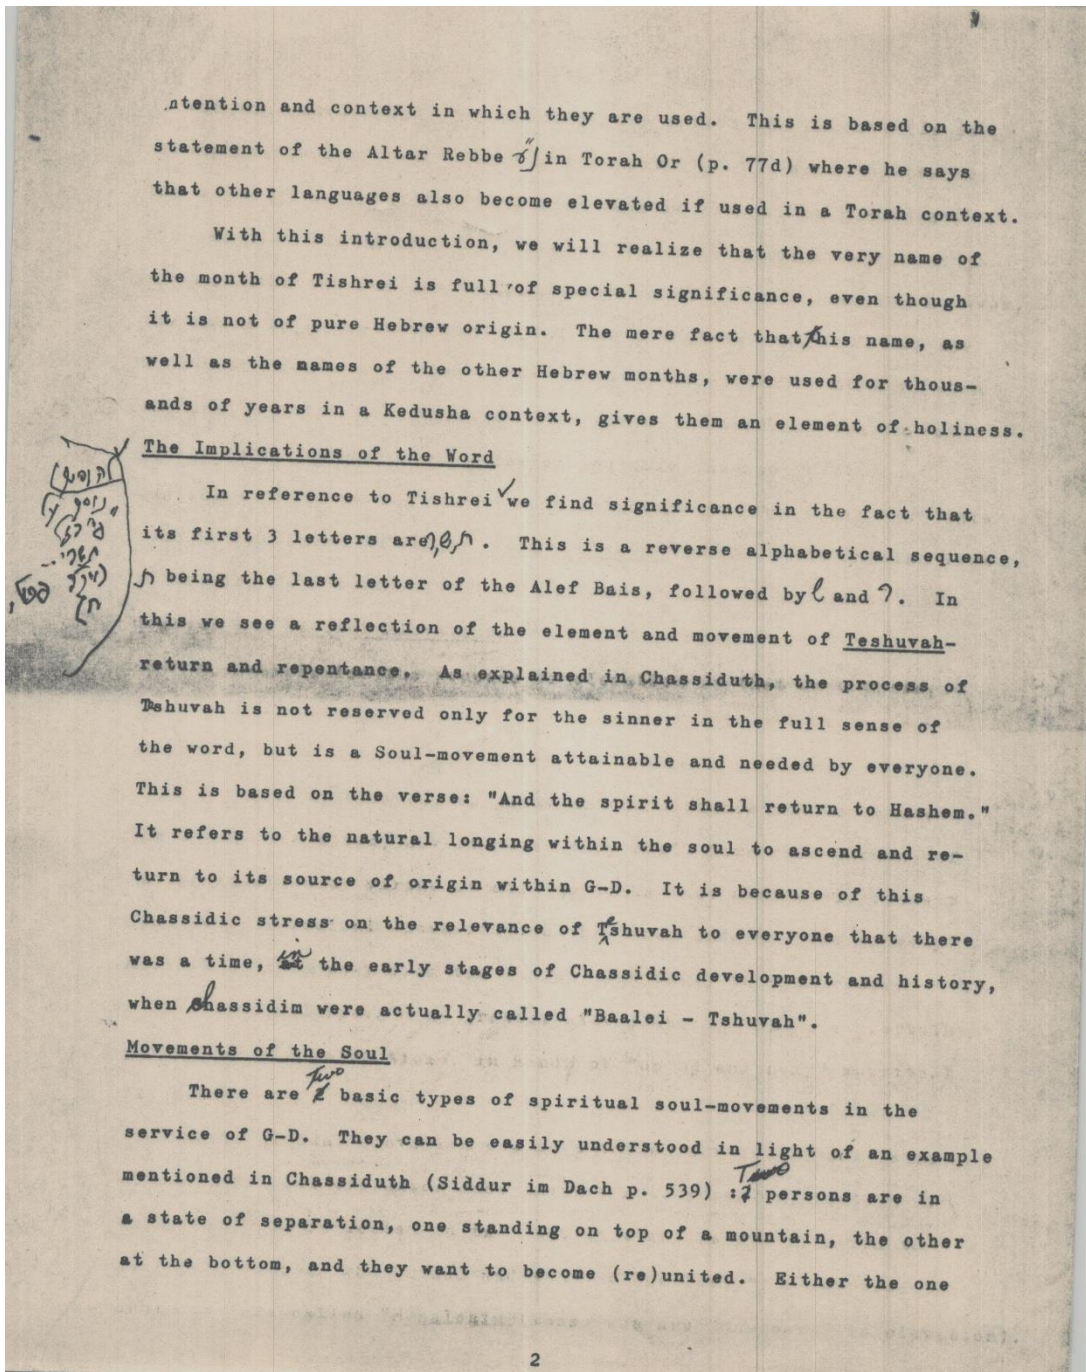 ntention and context in which they are used. This is based on the
statement of the Altar Rebbe נ"ע in Torah Or (p. 77d) where he says
that other languages also become elevated if used in a Torah context.
With this introduction, we will realize that the very name of
the month of Tishrei is full of special significance, even though
it is not of pure Hebrew origin. The mere fact that this name, as
well as the names of the other Hebrew months, were used for thous-
ands of years in a Kedusha context, gives them an element of holiness.
The Implications of the Word
In reference to Tishrei we find significance in the fact that
its first 3 letters are ת,ש,ר. This is a reverse alphabetical sequence,
ת being the last letter of the Alef Bais, followed by ש and ר. In
this we see a reflection of the element and movement of Teshuvah-
return and repentance. As explained in Chassiduth, the process of
Teshuvah is not reserved only for the sinner in the full sense of
the word, but is a Soul-movement attainable and needed by everyone.
This is based on the verse: "And the spirit shall return to Hashem."
It refers to the natural longing within the soul to ascend and re-
turn to its source of origin within G-D. It is because of this
Chassidic stress on the relevance of Teshuvah to everyone that there
was a time, in the early stages of Chassidic development and history,
when chassidim were actually called "Baalei - Tshuvah".
Movements of the Soul
There are Two basic types of spiritual soul-movements in the
service of G-D. They can be easily understood in light of an example
mentioned in Chassiduth (Siddur im Dach p. 539) : Two persons are in
a state of separation, one standing on top of a mountain, the other
at the bottom, and they want to become (re)united. Either the one
2